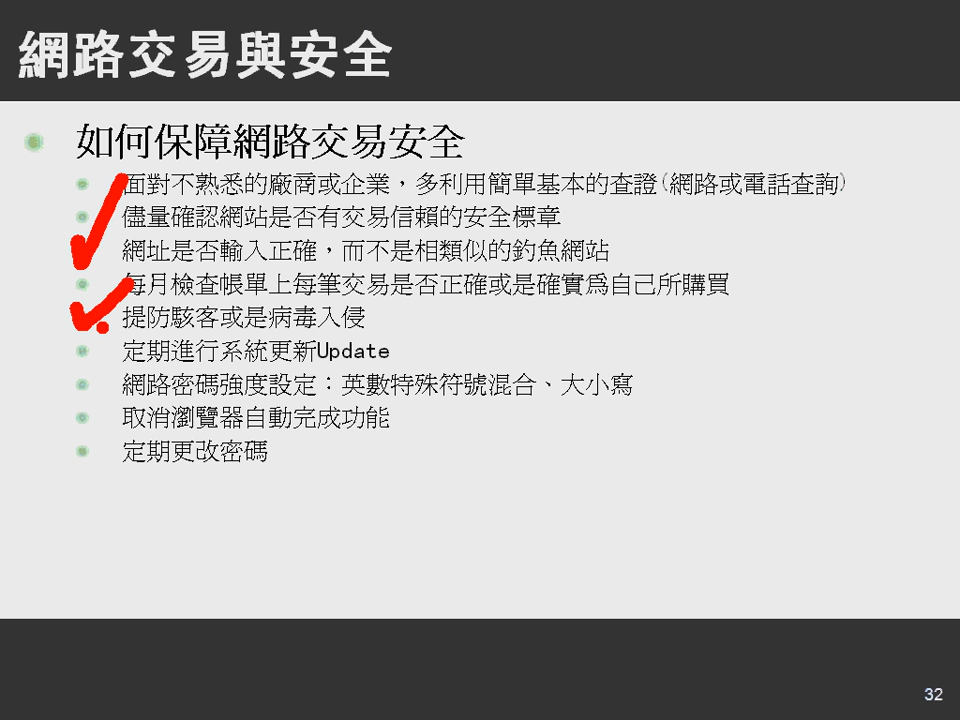 網路交易與安全
如何保障網路交易安全
面對不熟悉的廠商或企業，多利用簡單基本的查證(網路或電話查詢)
儘量確認網站是否有交易信賴的安全標章
網址是否輸入正確，而不是相類似的釣魚網站
每月檢查帳單上每筆交易是否正確或是確實為自己所購買
提防駭客或是病毒入侵
定期進行系統更新Update
網路密碼強度設定：英數特殊符號混合、大小寫
取消瀏覽器自動完成功能
定期更改密碼
32